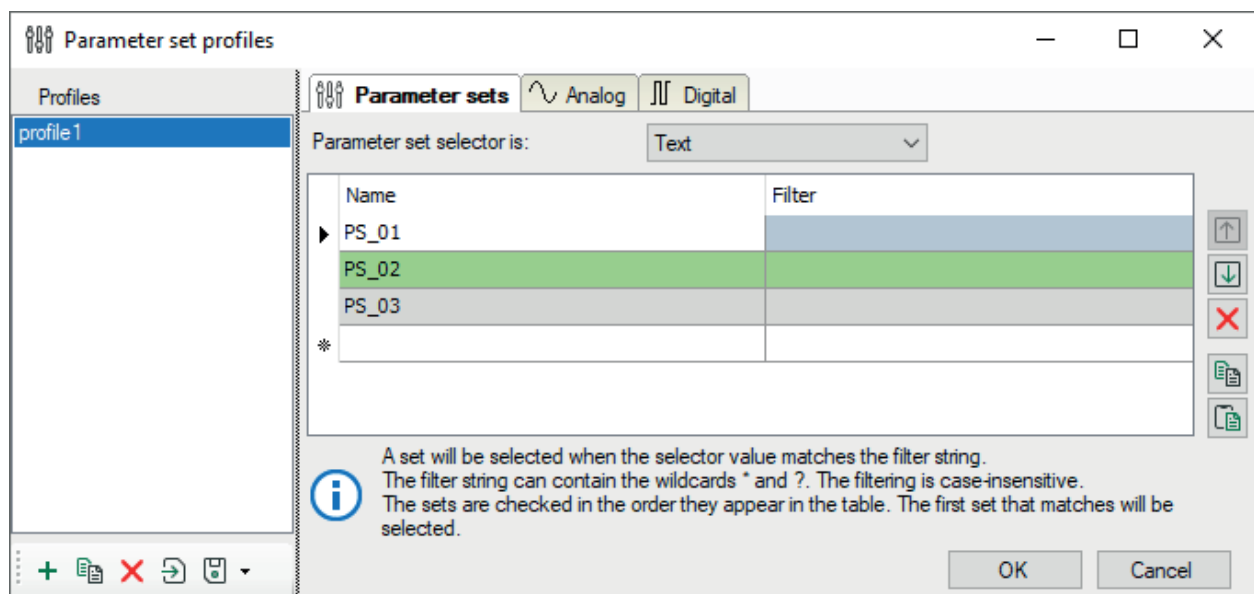 Parameter set profiles
Profiles
profile1
Parameter sets Analog Digital
Parameter set selector is: Text
Name Filter
PS_01
PS_02
PS_03
A set will be selected when the selector value matches the filter string.
The filter string can contain the wildcards * and ?. The filtering is case-insensitive.
The sets are checked in the order they appear in the table. The first set that matches will be
selected.
OK Cancel